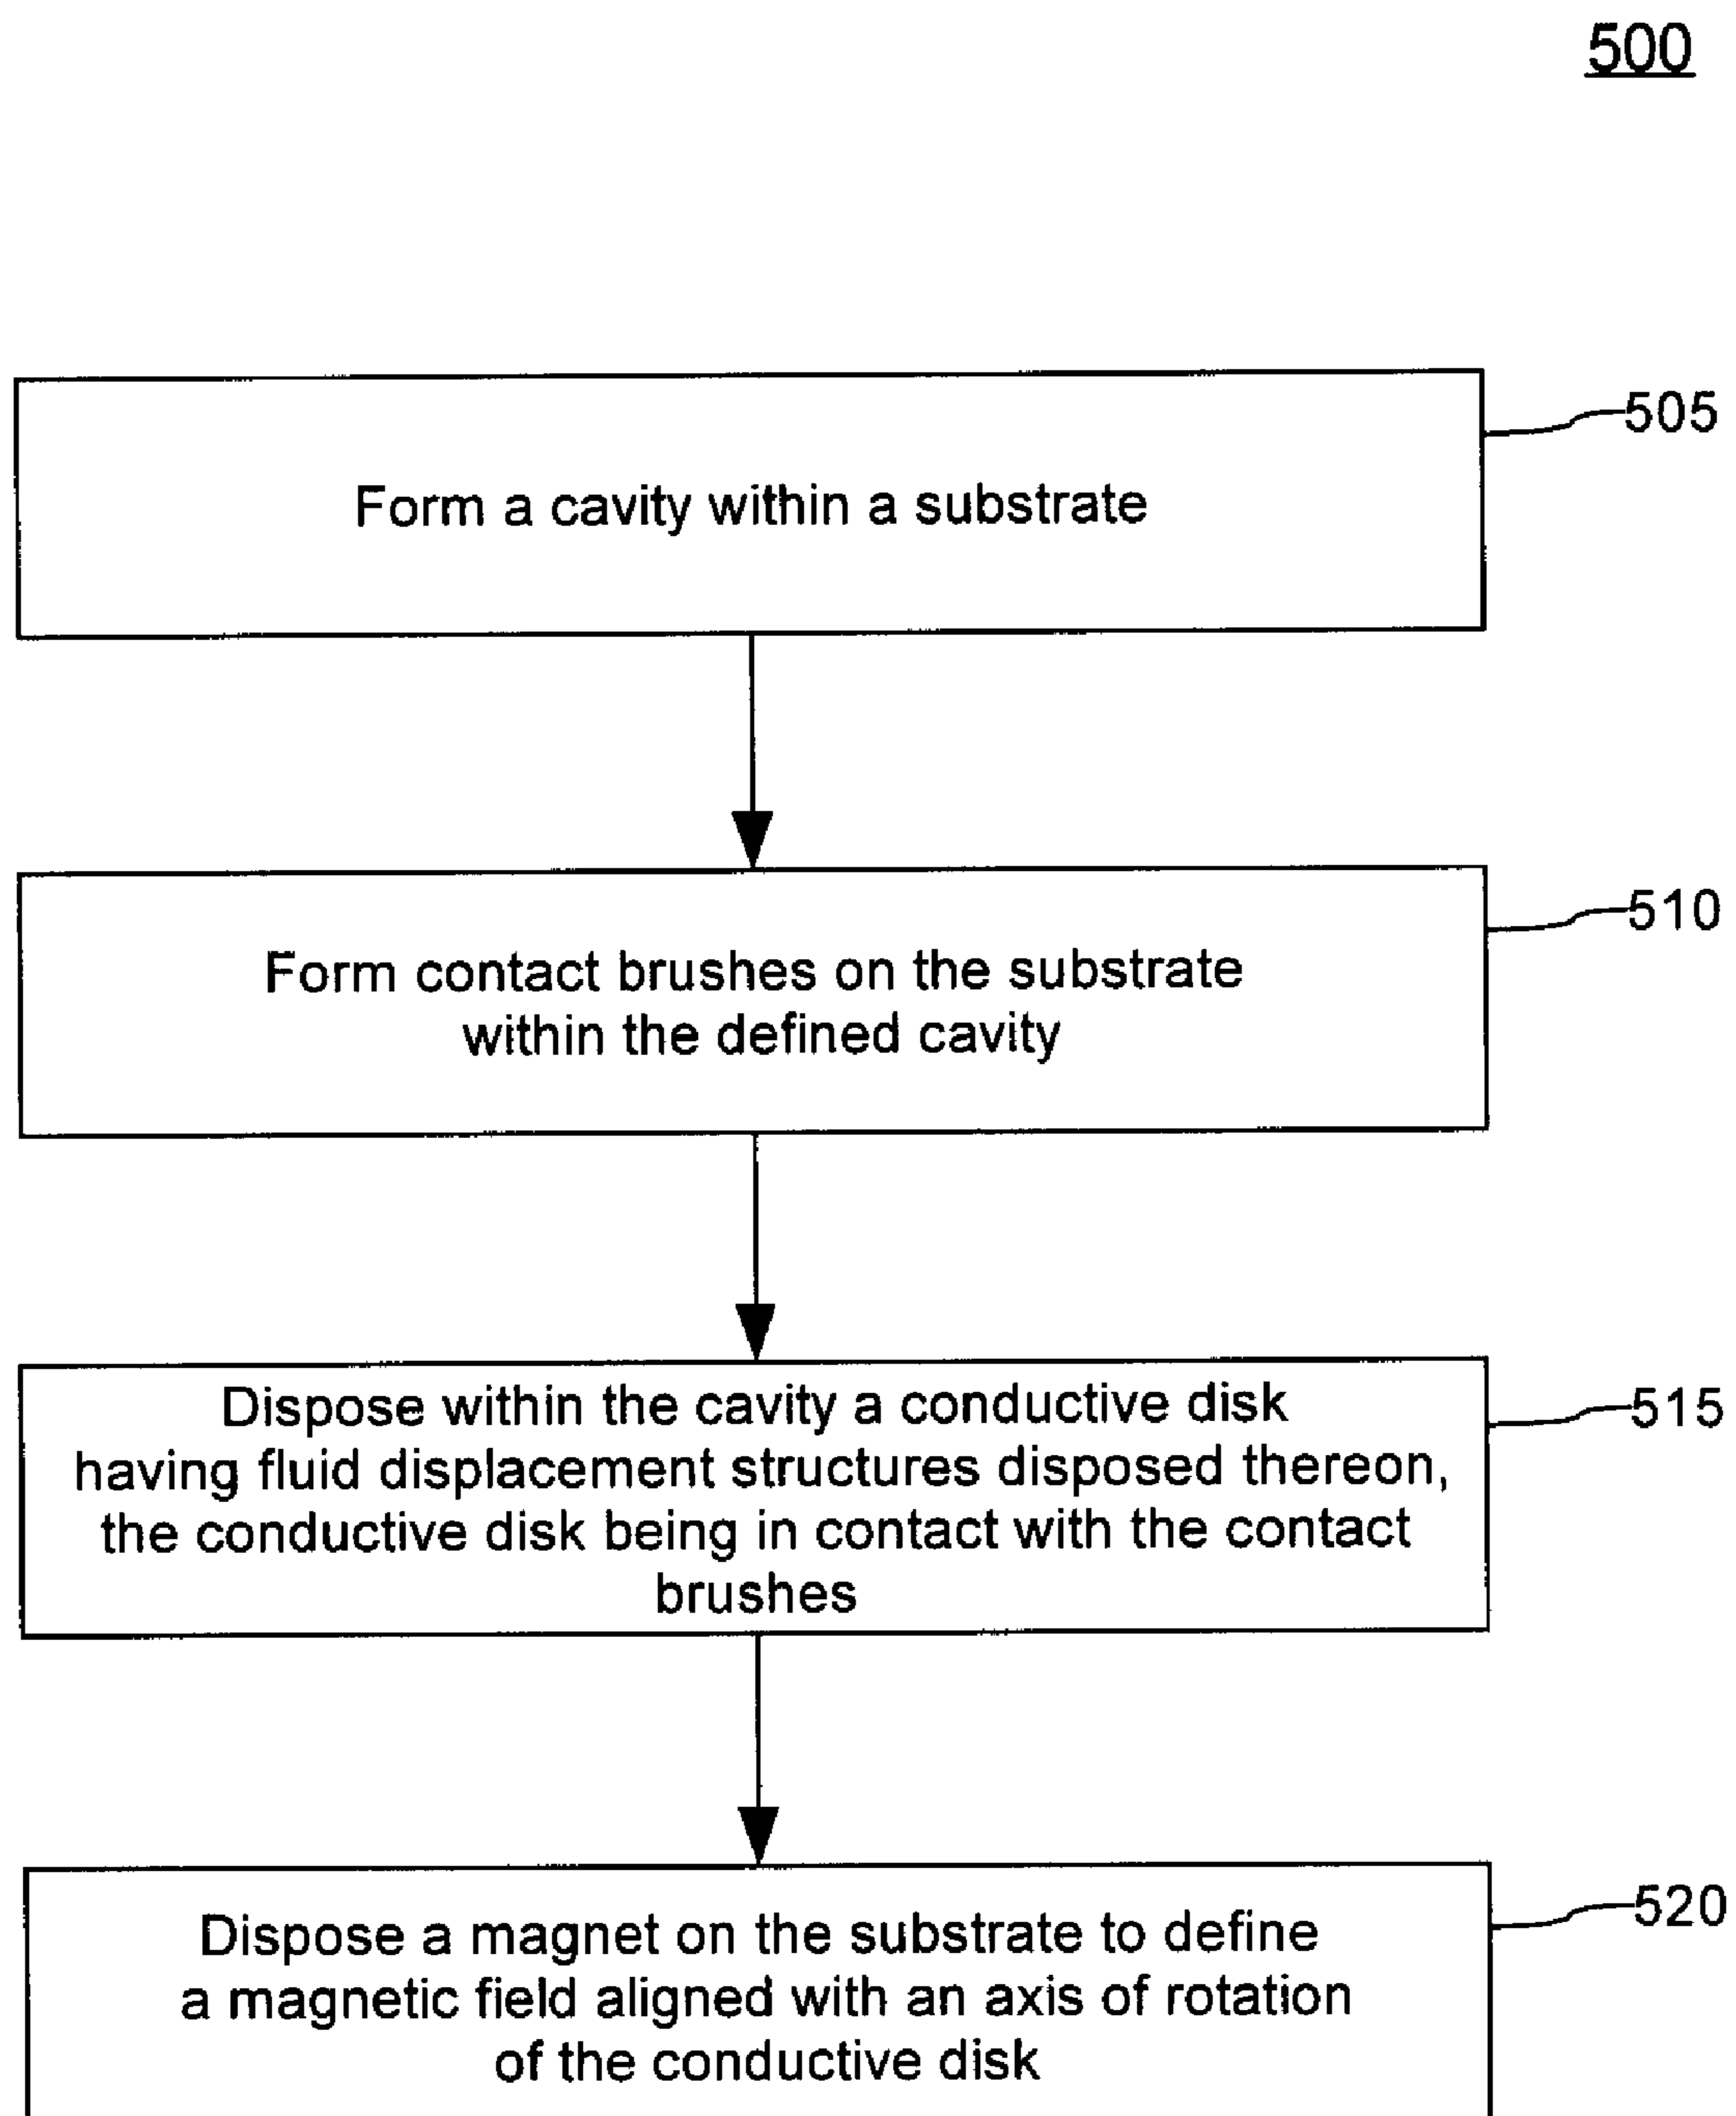 500
505
Form a cavity within a substrate
510
Form contact brushes on the substrate
within the defined cavity
515
Dispose within the cavity a conductive disk
having fluid displacement structures disposed thereon,
the conductive disk being in contact with the contact
brushes
520
Dispose a magnet on the substrate to define
a magnetic field aligned with an axis of rotation
of the conductive disk